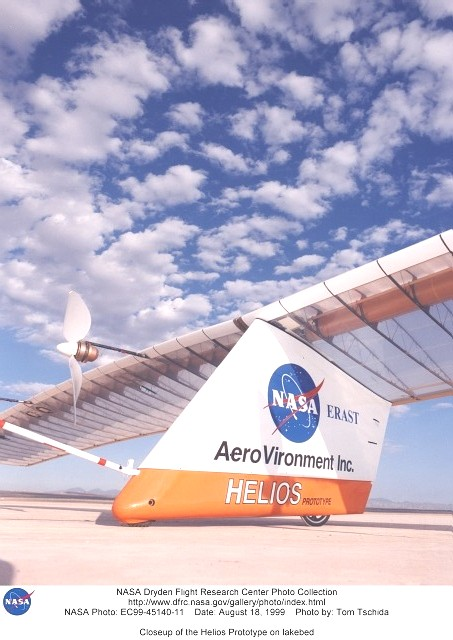 NASA
ERAST
AeroVironment Inc.
HELIOS PROTOTYPE
NASA
NASA Dryden Flight Research Center Photo Collection
http://www.dfrc.nasa.gov/gallery/photo/index.html
NASA Photo: EC99-45140-11 Date: August 18, 1999 Photo by: Tom Tschida
Closeup of the Helios Prototype on lakebed